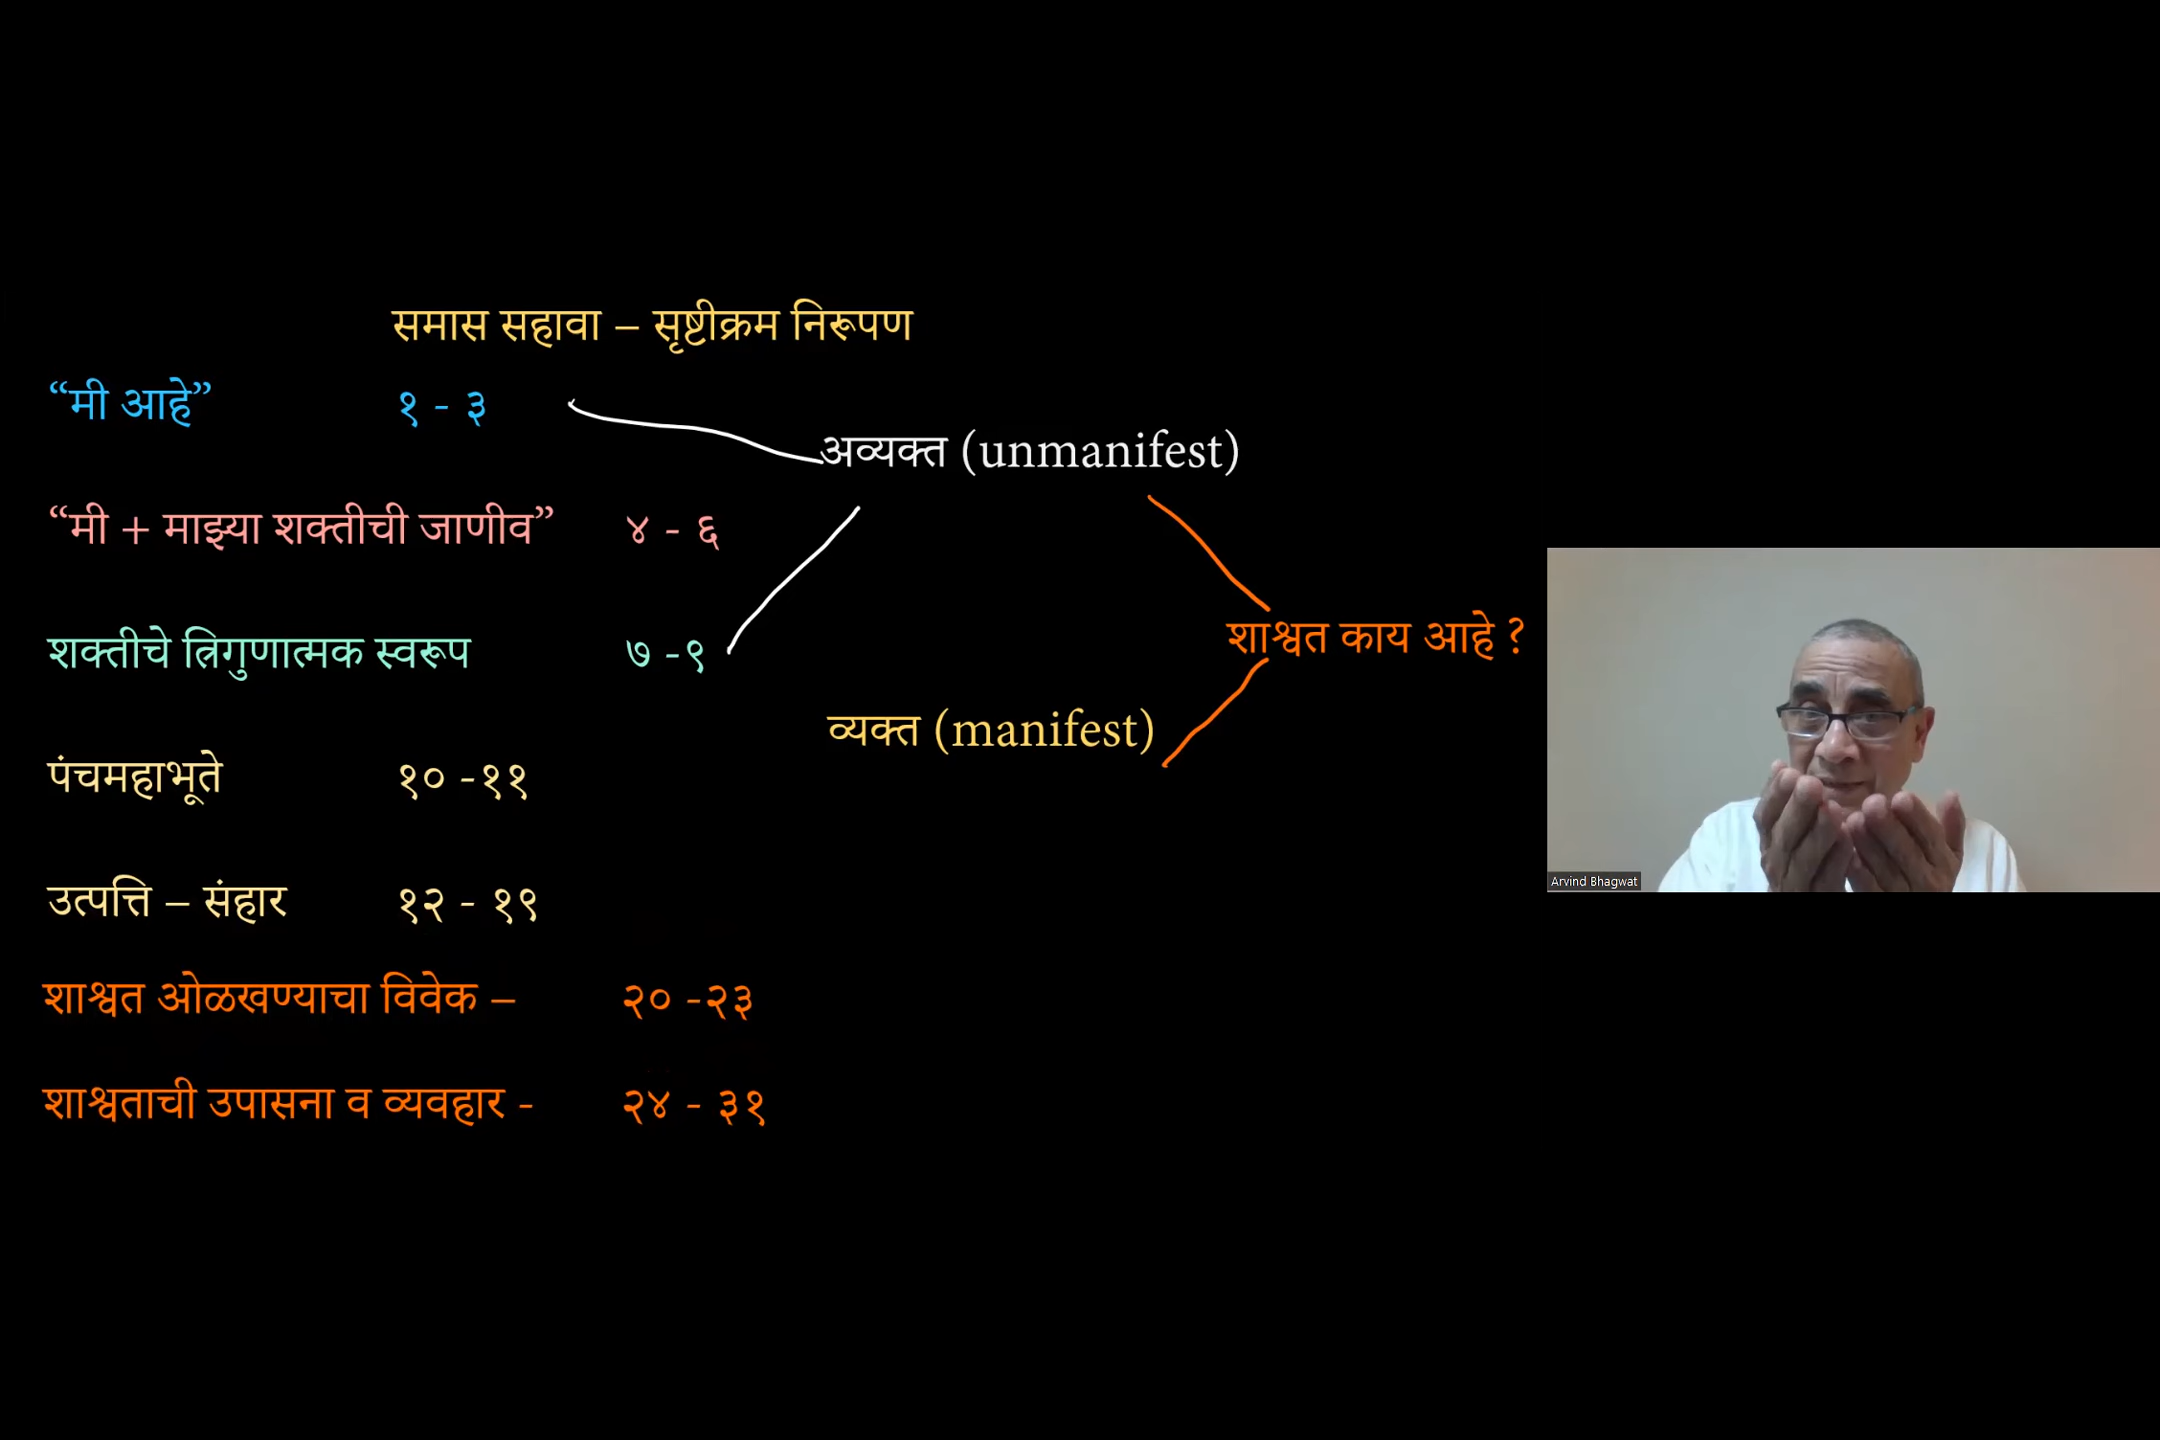 समास सहावा – सृष्टीक्रम निरूपण
“मी आहे” १ - ३
अव्यक्त (unmanifest)
“मी + माझ्या शक्तीची जाणीव” ४ - ६
शक्तीचे त्रिगुणात्मक स्वरूप ७ -९
शाश्वत काय आहे ?
व्यक्त (manifest)
पंचमहाभूते १० -११
उत्पत्ति – संहार १२ - १९
शाश्वत ओळखण्याचा विवेक – २० -२३
शाश्वताची उपासना व व्यवहार - २४ - ३१
Arvind Bhagwat